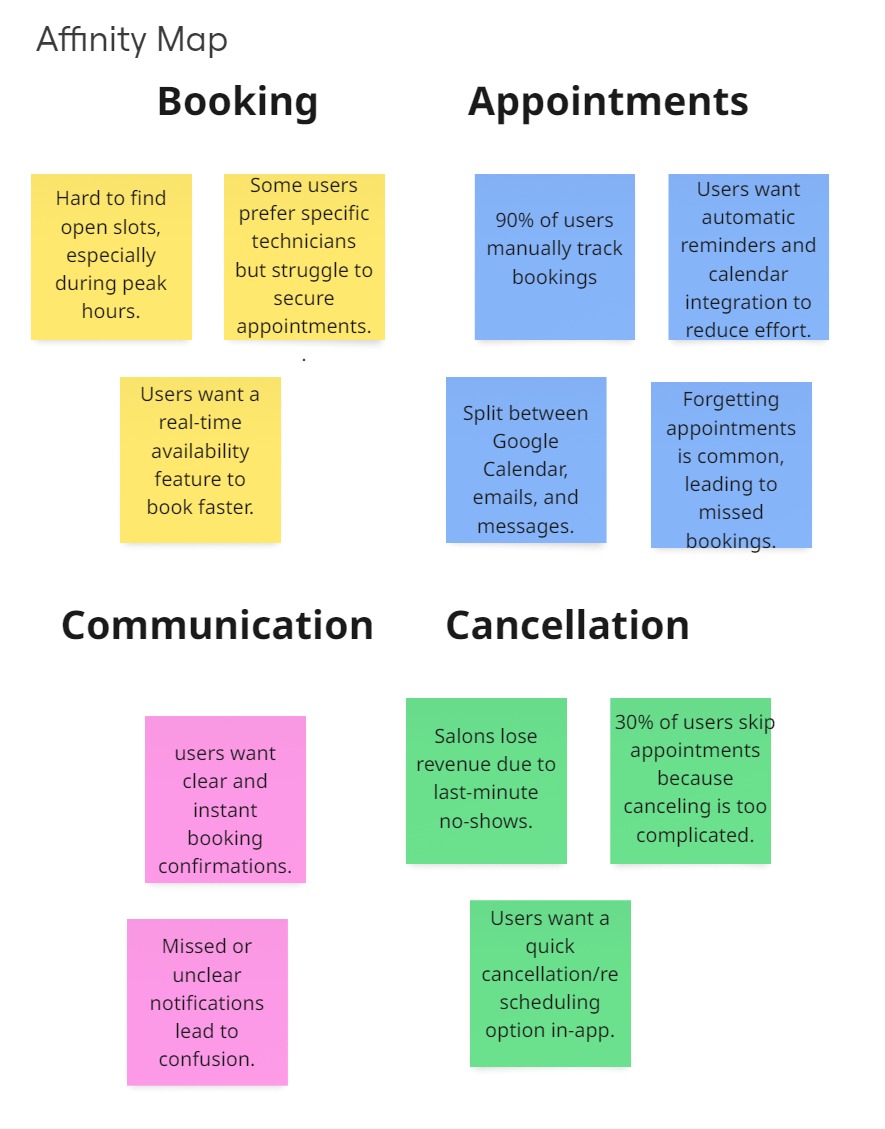 Affinity Map
Booking
Appointments
Hard to find
open slots,
especially
during peak
hours.
Some users
prefer specific
technicians
but struggle to
secure
appointments.
.
Users want a
real-time
availability
feature to
book faster.
90% of users
manually track
bookings
Users want
automatic
reminders and
calendar
integration to
reduce effort.
Split between
Google
Calendar,
emails, and
messages.
Forgetting
appointments
is common,
leading to
missed
bookings.
Communication
Cancellation
users want
clear and
instant
booking
confirmations.
Missed or
unclear
notifications
lead to
confusion.
Salons lose
revenue due to
last-minute
no-shows.
30% of users skip
appointments
because
canceling is too
complicated.
Users want a
quick
cancellation/re
scheduling
option in-app.